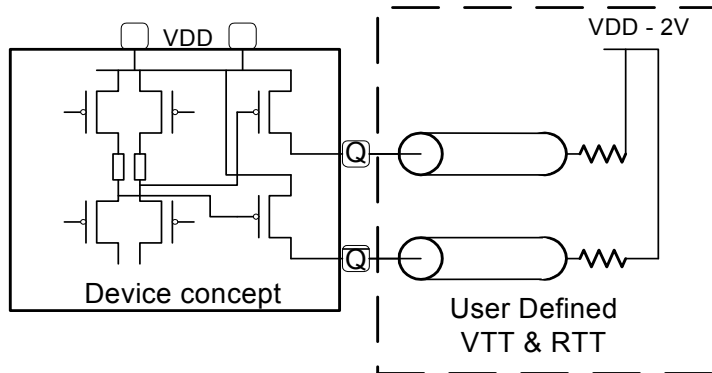 VDD
VDD - 2V
Q
Q̅
Device concept
User Defined
VTT & RTT